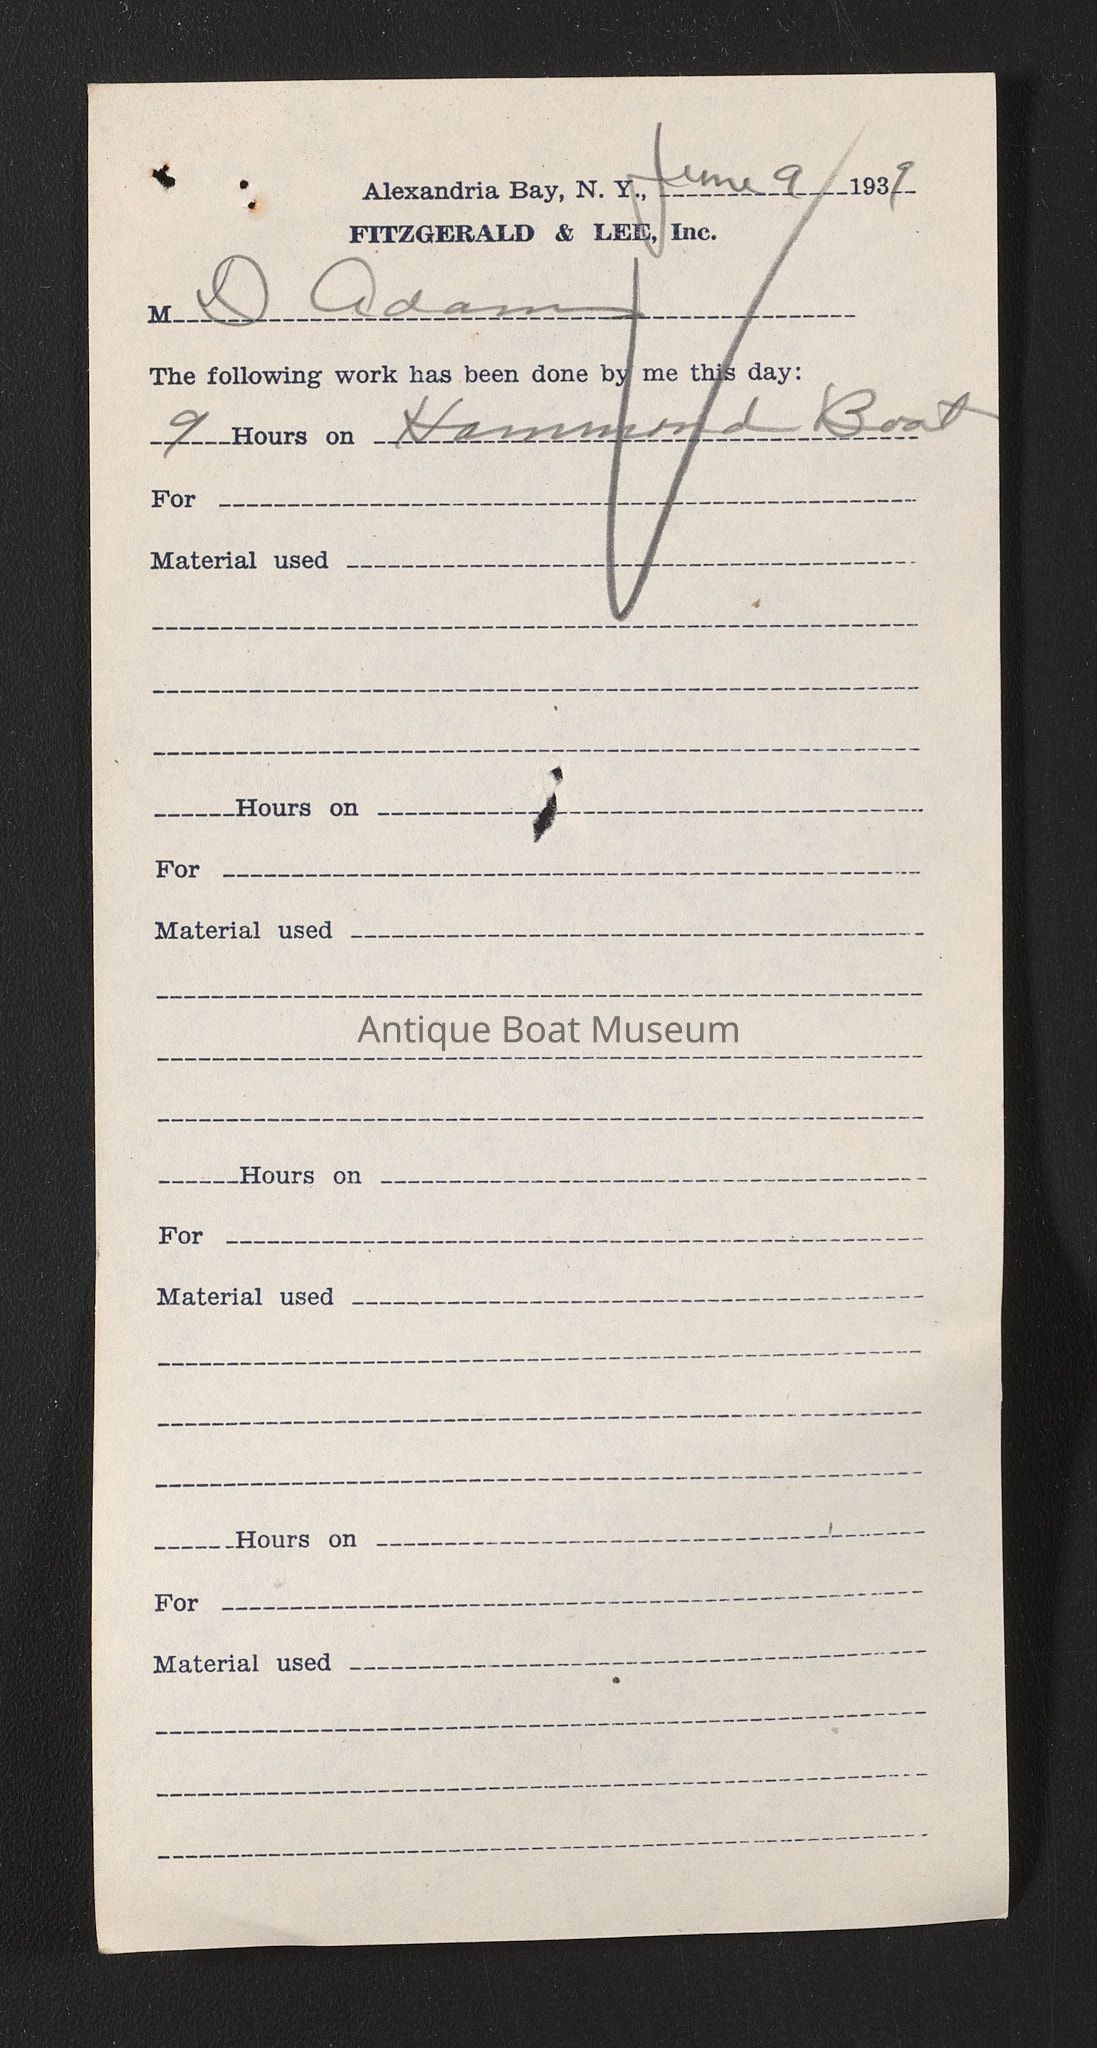 Alexandria Bay, N. Y., June 9 1939
FITZGERALD & LEE, Inc.
M D Adams
The following work has been done by me this day:
9 Hours on Hammond Boat
For
Material used
Hours on
For
Material used
Antique Boat Museum
Hours on
For
Material used
Hours on
For
Material used